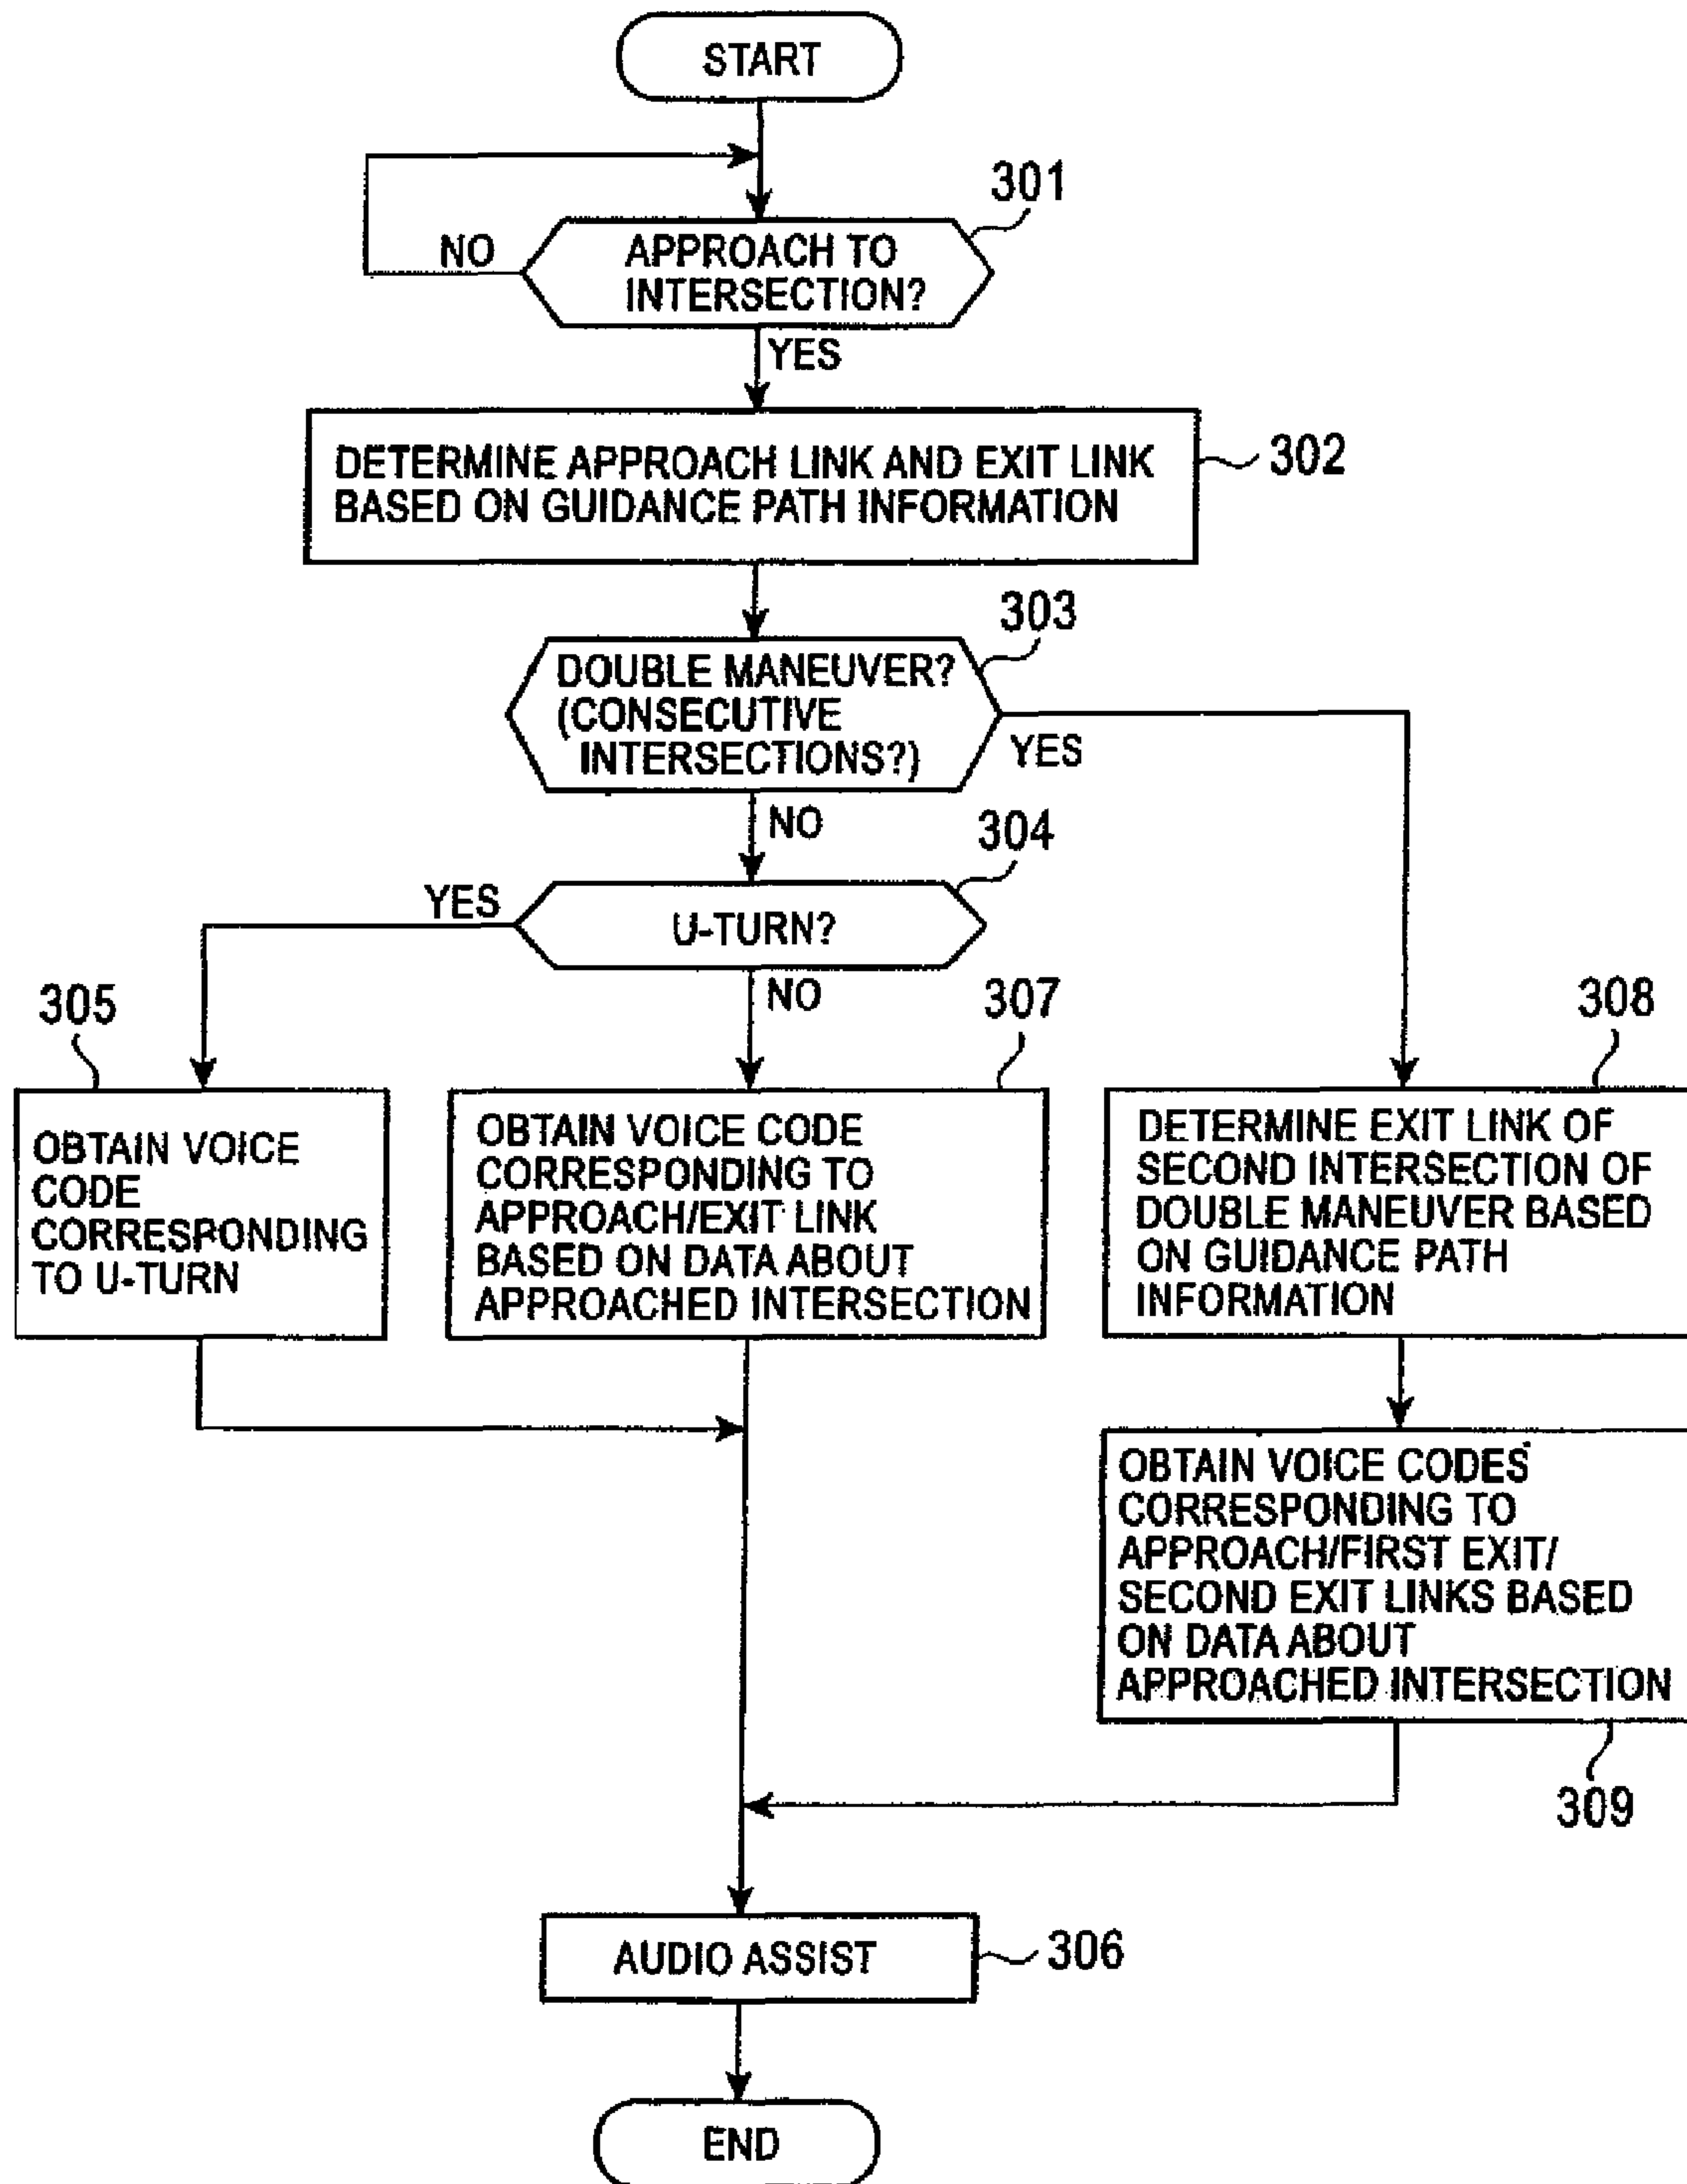 START
301
NO
APPROACH TO
INTERSECTION?
YES
DETERMINE APPROACH LINK AND EXIT LINK
BASED ON GUIDANCE PATH INFORMATION
302
303
DOUBLE MANEUVER?
(CONSECUTIVE
INTERSECTIONS?)
YES
NO
304
YES
U-TURN?
NO
305
307
308
OBTAIN VOICE
CODE
CORRESPONDING
TO U-TURN
OBTAIN VOICE CODE
CORRESPONDING TO
APPROACH/EXIT LINK
BASED ON DATA ABOUT
APPROACHED INTERSECTION
DETERMINE EXIT LINK OF
SECOND INTERSECTION OF
DOUBLE MANEUVER BASED
ON GUIDANCE PATH
INFORMATION
OBTAIN VOICE CODES
CORRESPONDING TO
APPROACH/FIRST EXIT/
SECOND EXIT LINKS BASED
ON DATA ABOUT
APPROACHED INTERSECTION
309
AUDIO ASSIST
306
END